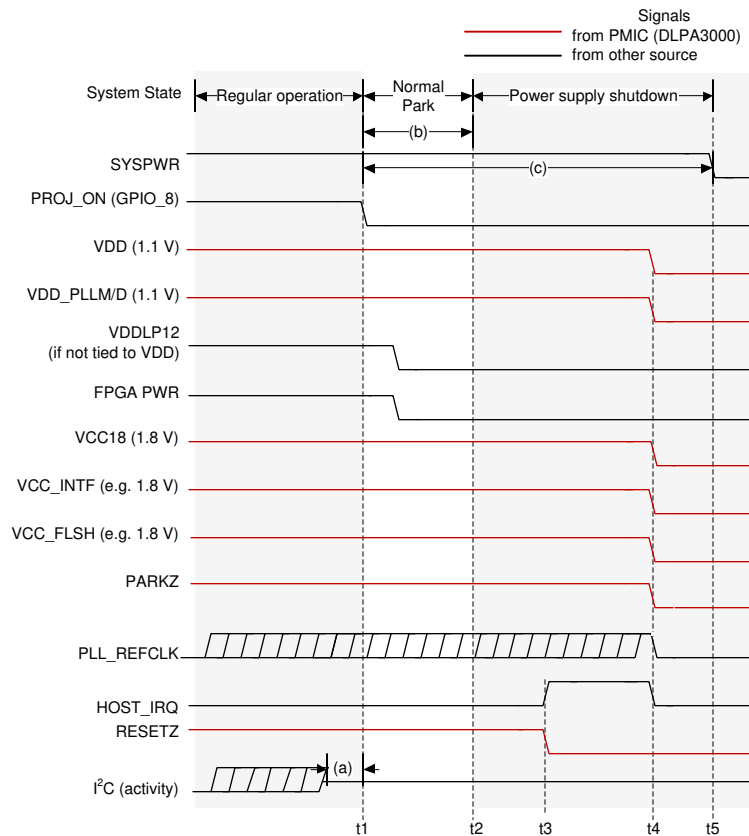 Signals
from PMIC (DLPA3000)
from other source
System State
Regular operation
Normal
Park
Power supply shutdown
(b)
SYSPWR
(c)
PROJ_ON (GPIO_8)
VDD (1.1 V)
VDD_PLLM/D (1.1 V)
VDDLP12
(if not tied to VDD)
FPGA PWR
VCC18 (1.8 V)
VCC_INTF (e.g. 1.8 V)
VCC_FLSH (e.g. 1.8 V)
PARKZ
PLL_REFCLK
HOST_IRQ
RESETZ
(a)
I²C (activity)
t1 t2 t3 t4 t5